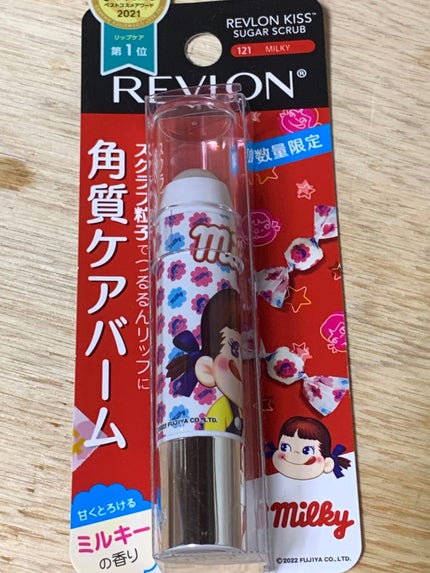 ベストコスメアワード
2021
リップケア
第1位
REVLON KISS™
SUGAR SCRUB
121 MILKY
REVLON®
数量限定
スクラブ粒子でつるるんリップに
角質ケアバーム
Milky
©2022 FUJIYA CO.,LTD.
甘くとろける
ミルキー
の香り
milky
©2022 FUJIYA CO.,LTD.